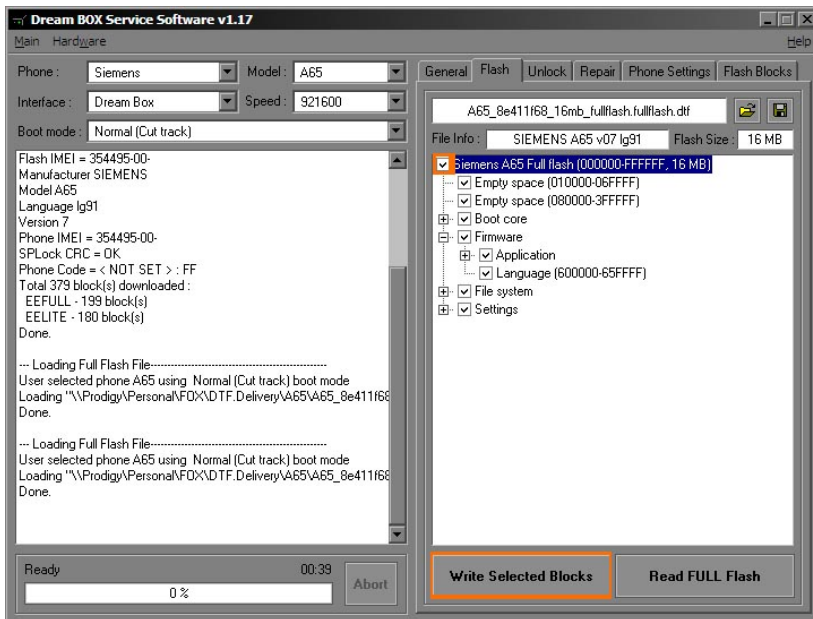 Dream BOX Service Software v1.17
Main Hardware Help
Phone : Siemens Model : A65
Interface : Dream Box Speed : 921600
Boot mode : Normal (Cut track)
Flash IMEI = 354495-00-
Manufacturer SIEMENS
Model A65
Language lg91
Version 7
Phone IMEI = 354495-00-
SPLock CRC = OK
Phone Code = < NOT SET > : FF
Total 379 block(s) downloaded :
EEFULL - 199 block(s)
EELITE - 180 block(s)
Done.
--- Loading Full Flash File---
User selected phone A65 using Normal (Cut track) boot mode
Loading "\\Prodigy\Personal\FOX\DTF.Delivery\A65\A65_8e411f68
Done.
--- Loading Full Flash File---
User selected phone A65 using Normal (Cut track) boot mode
Loading "\\Prodigy\Personal\FOX\DTF.Delivery\A65\A65_8e411f68
Done.
Ready 00:39
0 %
Abort
General Flash Unlock Repair Phone Settings Flash Blocks
A65_8e411f68_16mb_fullflash.fullflash.dtf
File Info : SIEMENS A65 v07 lg91 Flash Size : 16 MB
Siemens A65 Full flash (000000-FFFFFF, 16 MB)
Empty space (010000-06FFFF)
Empty space (080000-3FFFFF)
Boot core
Firmware
Application
Language (600000-65FFFF)
File system
Settings
Write Selected Blocks Read FULL Flash